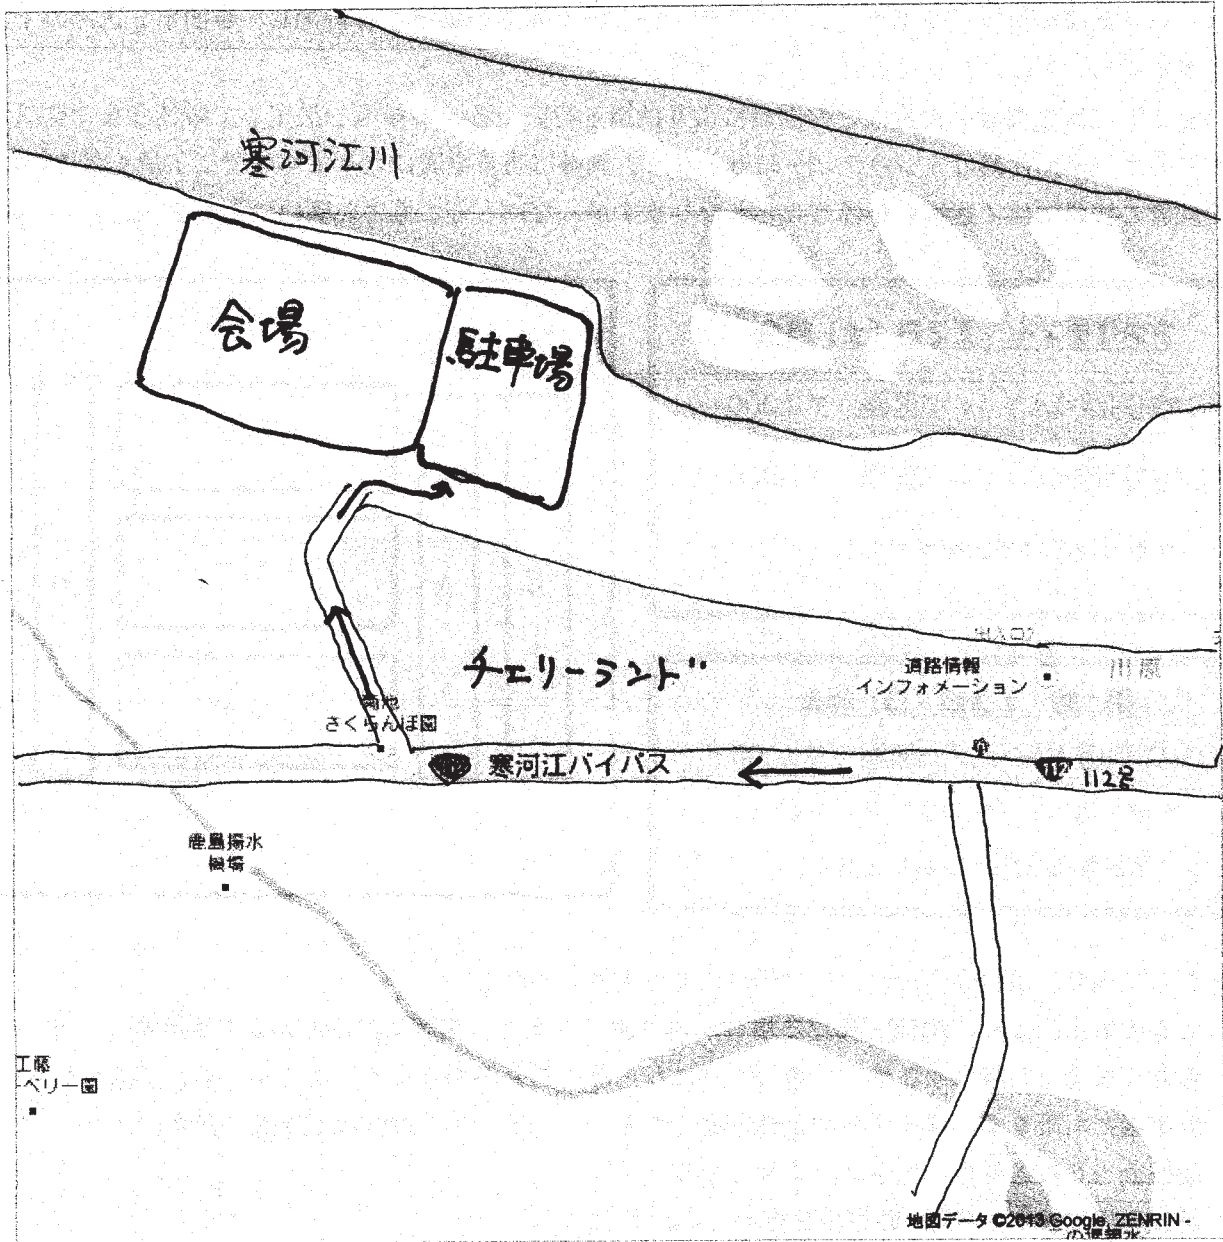 寒河江川
会場
駐車場
チェリーランド
道路情報
インフォメーション
さくらんぼ園
寒河江バイパス
112号
鹿島揚水
機場
工藤
-ベリー園
地図データ ©2013 Google, ZENRIN -